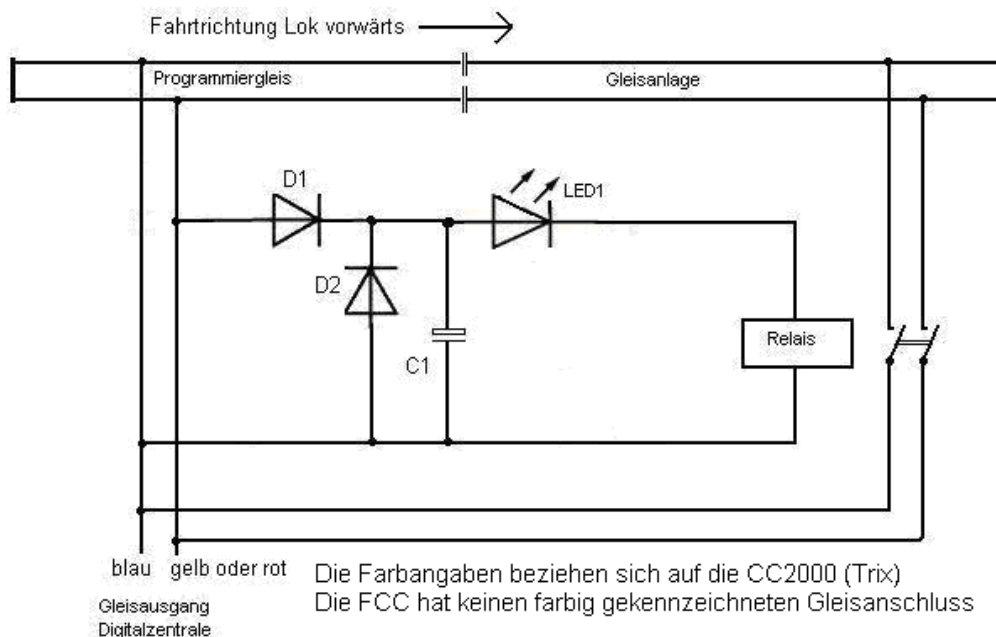 Fahrtrichtung Lok vorwärts
Programmiergleis
Gleisanlage
D1
LED1
D2
C1
Relais
blau gelb oder rot
Die Farbangaben beziehen sich auf die CC2000 (Trix)
Die FCC hat keinen farbig gekennzeichneten Gleisanschluss
Gleisausgang
Digitalzentrale